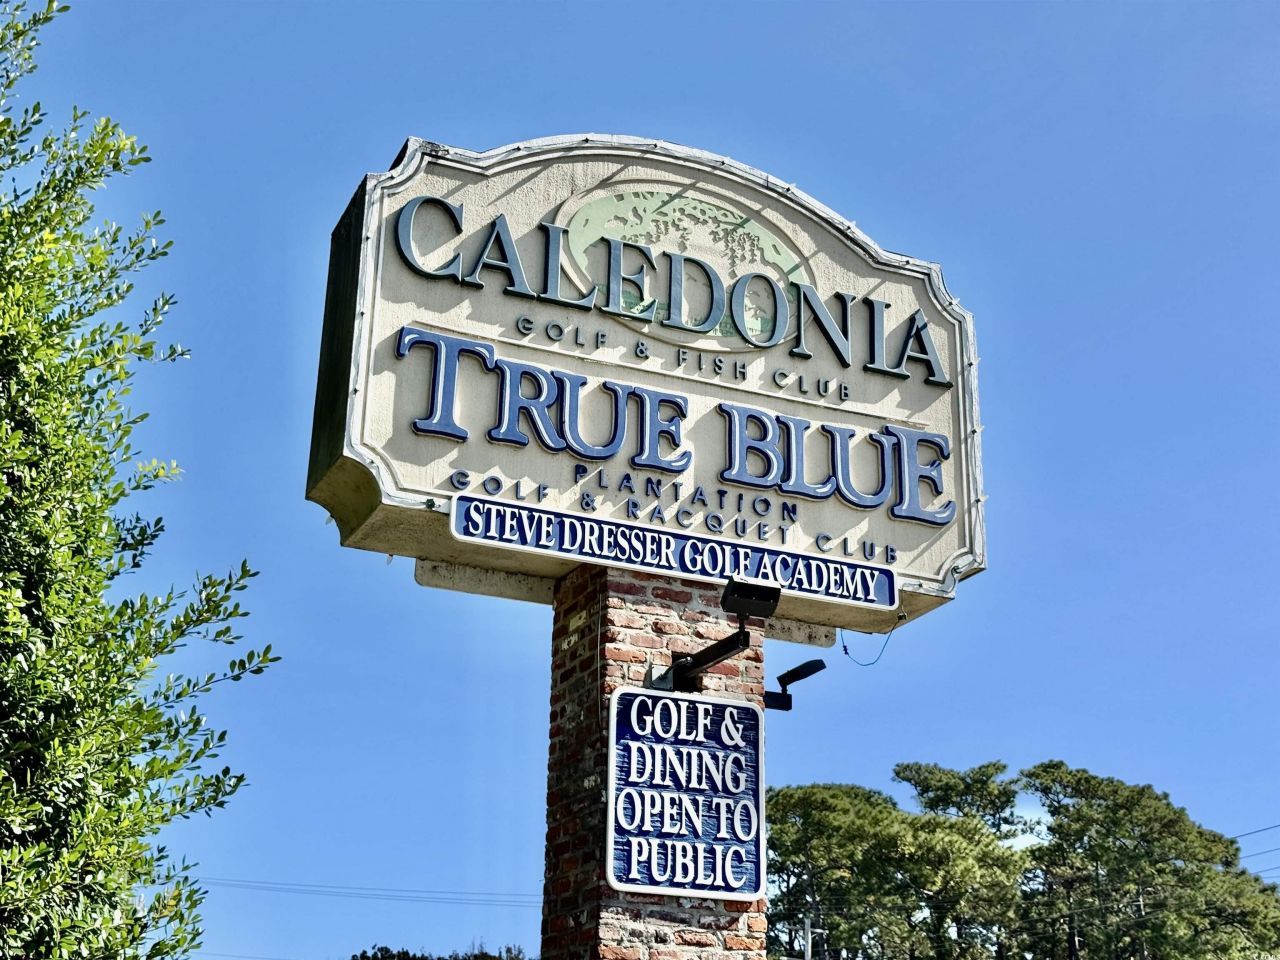 CALEDONIA
GOLF & FISH CLUB
TRUE BLUE
PLANTATION
GOLF & RACQUET CLUB
STEVE DRESSER GOLF ACADEMY
GOLF &
DINING
OPEN TO
PUBLIC